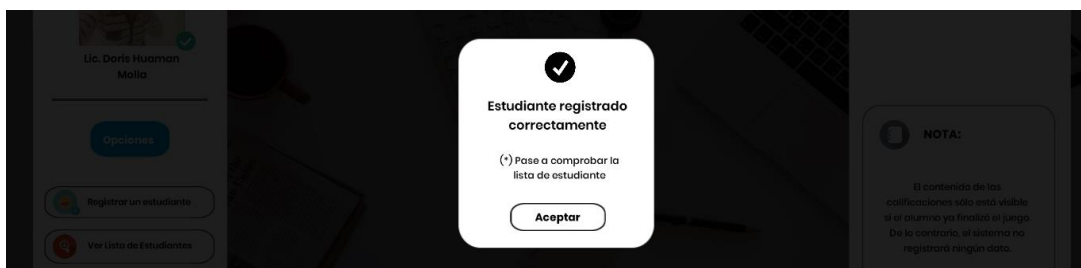 Lic. Doris Huaman
Molla
Opciones
Registrar un estudiante
Ver Lista de Estudiantes
Estudiante registrado
correctamente
(*) Pase a comprobar la
lista de estudiante
Aceptar
NOTA:
El contenido de las
calificaciones sólo está visible
si el alumno ya finalizó el juego.
De lo contrario, el sistema no
registrará ningún dato.